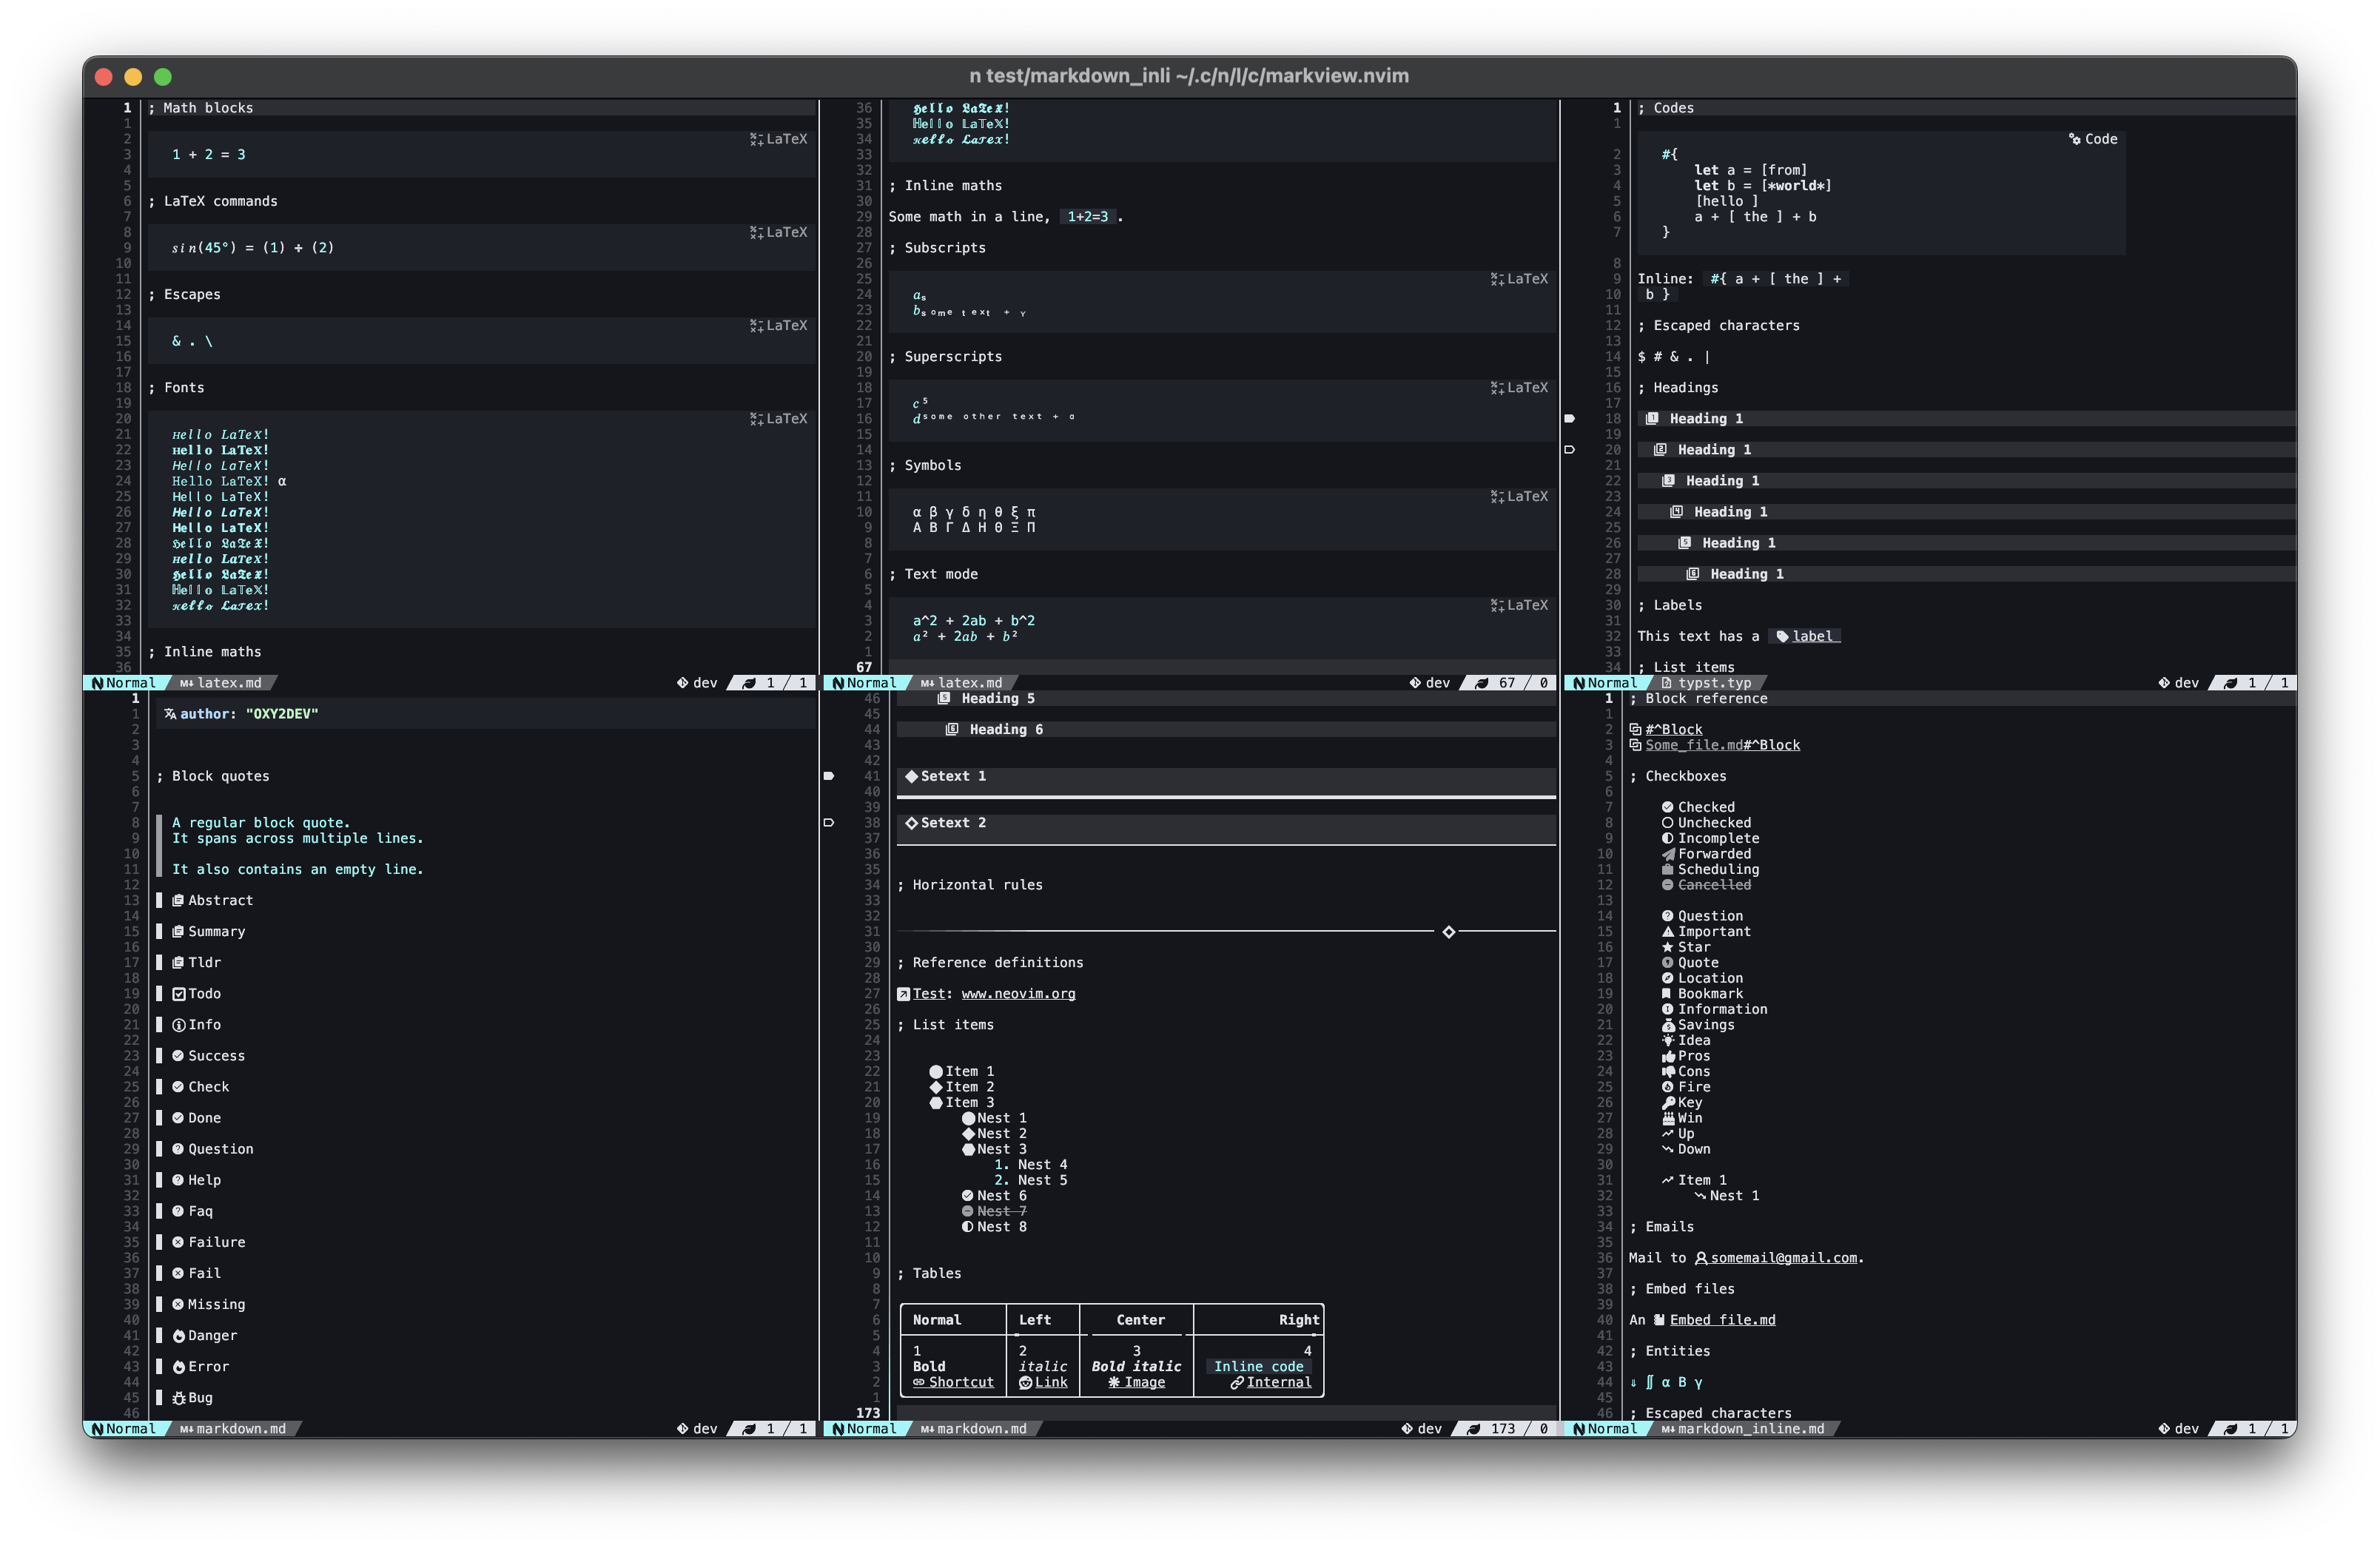 n test/markdown_inli ~/.c/n/l/c/markview.nvim
1 ; Math blocks
1
2 LaTeX
3 1 + 2 = 3
4
5
6 ; LaTeX commands
7
8 LaTeX
9 sin(45°) = (1) ÷ (2)
10
11
12 ; Escapes
13
14 LaTeX
15 & . \
16
17
18 ; Fonts
19
20 LaTeX
21 Hello LaTeX!
22 Hello LaTeX!
23 Hello LaTeX!
24 Hello LaTeX! α
25 Hello LaTeX!
26 Hello LaTeX!
27 Hello LaTeX!
28 Hello LaTeX!
29 Hello LaTeX!
30 Hello LaTeX!
31 Hello LaTeX!
32 Hello LaTeX!
33
34
35 ; Inline maths
36
Normal latex.md dev 1 / 1
36 Hello LaTeX!
35 Hello LaTeX!
34 Hello LaTeX!
33
32
31 ; Inline maths
30
29 Some math in a line, 1+2=3 .
28
27 ; Subscripts
26
25 LaTeX
24 aₛ
23 bₛₒₘₑ ₜₑₓₜ ₊ ᵧ
22
21
20 ; Superscripts
19
18 LaTeX
17 c⁵
16 dˢᵒᵐᵉ ᵒᵗʰᵉʳ ᵗᵉˣᵗ ⁺ ᵅ
15
14
13 ; Symbols
12
11 LaTeX
10 α β γ δ η θ ξ π
9 Α Β Γ Δ Η Θ Ξ Π
8
7
6 ; Text mode
5
4 LaTeX
3 a^2 + 2ab + b^2
2 a² + 2ab + b²
1
67
Normal latex.md dev 67 / 0
1 ; Codes
1
Code
2 #{
3 let a = [from]
4 let b = [*world*]
5 [hello ]
6 a + [ the ] + b
7 }
8
9 Inline: #{ a + [ the ] +
10 b }
11
12 ; Escaped characters
13
14 $ # & . |
15
16 ; Headings
17
18 1 Heading 1
19
20 2 Heading 1
21
22 3 Heading 1
23
24 4 Heading 1
25
26 5 Heading 1
27
28 6 Heading 1
29
30 ; Labels
31
32 This text has a label
33
34 ; List items
Normal typst.typ dev 1 / 1
1
1 author: "OXY2DEV"
2
3
4
5 ; Block quotes
6
7
8 A regular block quote.
9 It spans across multiple lines.
10
11 It also contains an empty line.
12
13 Abstract
14
15 Summary
16
17 Tldr
18
19 Todo
20
21 Info
22
23 Success
24
25 Check
26
27 Done
28
29 Question
30
31 Help
32
33 Faq
34
35 Failure
36
37 Fail
38
39 Missing
40
41 Danger
42
43 Error
44
45 Bug
46
Normal markdown.md dev 1 / 1
46 5 Heading 5
45
44 6 Heading 6
43
42
41 Setext 1
40
39
38 Setext 2
37
36
35
34 ; Horizontal rules
33
32
31
30
29 ; Reference definitions
28
27 Test: www.neovim.org
26
25 ; List items
24
23
22 Item 1
21 Item 2
20 Item 3
19 Nest 1
18 Nest 2
17 Nest 3
16 1. Nest 4
15 2. Nest 5
14 Nest 6
13 Nest 7
12 Nest 8
11
10
9 ; Tables
8
7
6 Normal Left Center Right
5
4 1 2 3 4
3 Bold italic Bold italic Inline code
2 Shortcut Link Image Internal
1
173
Normal markdown.md dev 173 / 0
1 ; Block reference
1
2 #^Block
3 Some_file.md#^Block
4
5 ; Checkboxes
6
7 Checked
8 Unchecked
9 Incomplete
10 Forwarded
11 Scheduling
12 Cancelled
13
14 Question
15 Important
16 Star
17 Quote
18 Location
19 Bookmark
20 Information
21 Savings
22 Idea
23 Pros
24 Cons
25 Fire
26 Key
27 Win
28 Up
29 Down
30
31 Item 1
32 Nest 1
33
34 ; Emails
35
36 Mail to somemail@gmail.com.
37
38 ; Embed files
39
40 An Embed file.md
41
42 ; Entities
43
44 ⇓ ∬ α Β γ
45
46 ; Escaped characters
Normal markdown_inline.md dev 1 / 1